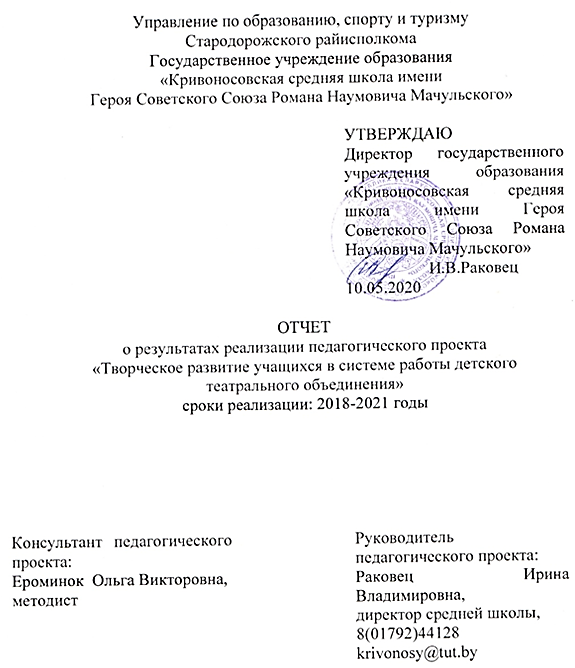 Управление по образованию, спорту и туризму
Стародорожского райисполкома
Государственное учреждение образования
«Кривоносовская средняя школа имени
Героя Советского Союза Романа Наумовича Мачульского»
УТВЕРЖДАЮ
Директор государственного
учреждения образования
«Кривоносовская средняя
школа имени Героя
Советского Союза Романа
Наумовича Мачульского»
И.В.Раковец
10.05.2020
ОТЧЕТ
о результатах реализации педагогического проекта
«Творческое развитие учащихся в системе работы детского
театрального объединения»
сроки реализации: 2018-2021 годы
Консультант педагогического
проекта:
Ероминок Ольга Викторовна,
методист
Руководитель
педагогического проекта:
Раковец Ирина
Владимировна,
директор средней школы,
8(01792)44128
krivonosy@tut.by